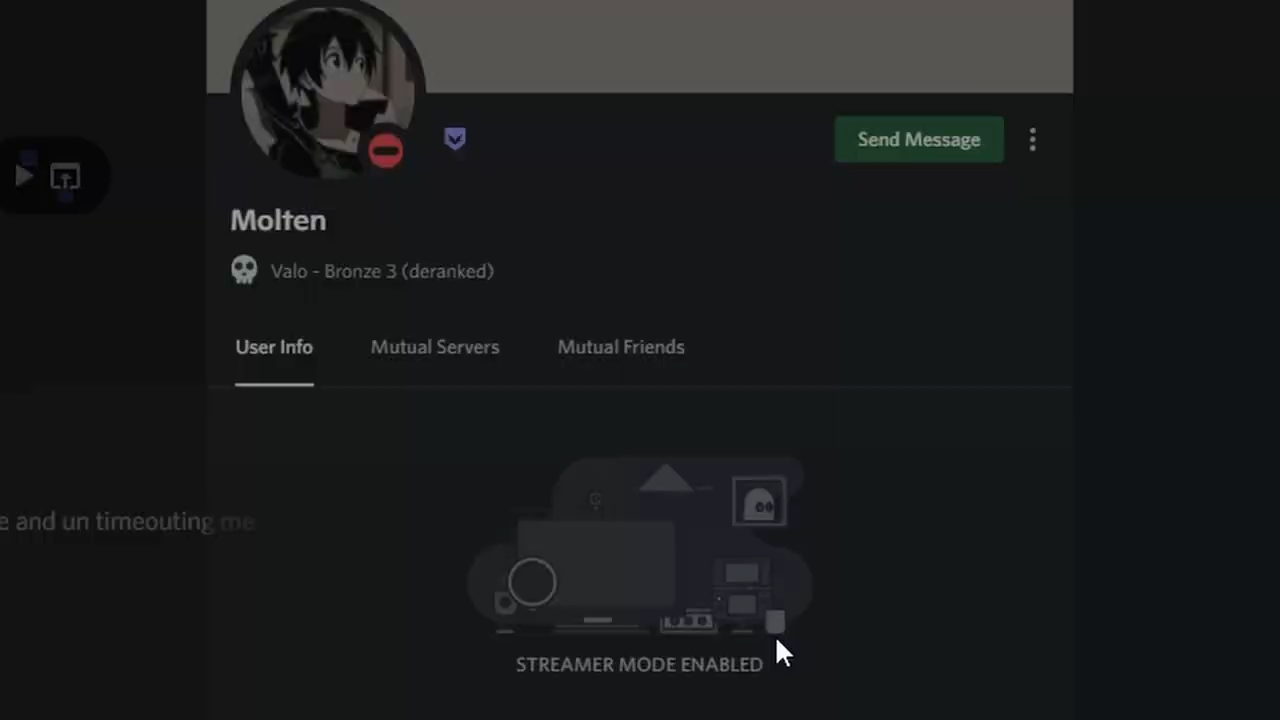 Send Message
Molten
Valo - Bronze 3 (deranked)
User Info
Mutual Servers
Mutual Friends
e and un timeouting me
STREAMER MODE ENABLED